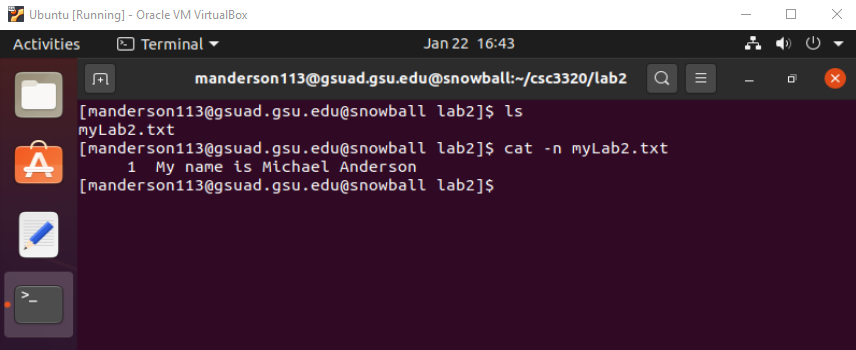 Ubuntu [Running] - Oracle VM VirtualBox
Activities Terminal Jan 22 16:43
manderson113@gsuad.gsu.edu@snowball:~/csc3320/lab2
[manderson113@gsuad.gsu.edu@snowball lab2]$ ls
myLab2.txt
[manderson113@gsuad.gsu.edu@snowball lab2]$ cat -n myLab2.txt
     1  My name is Michael Anderson
[manderson113@gsuad.gsu.edu@snowball lab2]$
>_